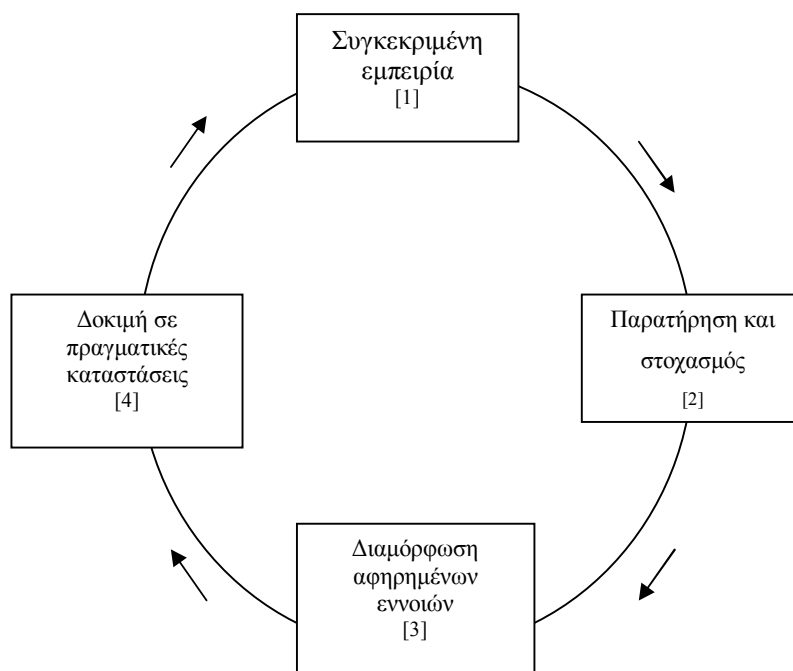 Συγκεκριμένη
εμπειρία
[1]
Παρατήρηση και
στοχασμός
[2]
Διαμόρφωση
αφηρημένων
εννοιών
[3]
Δοκιμή σε
πραγματικές
καταστάσεις
[4]